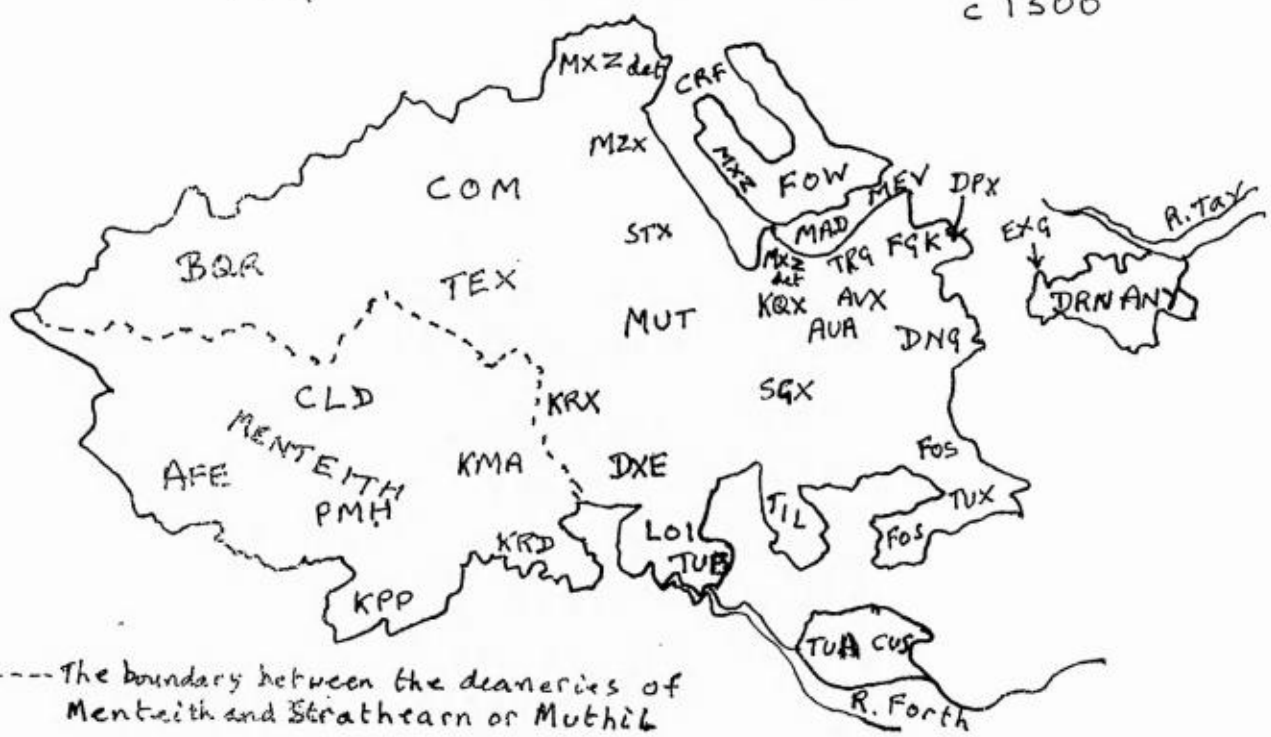 c 1500
MXZ det
CRF
MZX
MXZ
FOW
COM
MEV
DPX
R. Tay
STX
MAD
EXG
BQR
MXZ
det
TRG
FGK
TEX
DRN ANY
MUT
KQX
AVX
AUA
DNG
CLD
KRX
SGX
MENTEITH
AFE
KMA
DXE
FOS
PMH
TIL
TUX
KRD
LOI
FOS
TUB
KPP
TUA CUS
R. Forth
---- The boundary between the deaneries of
Menteith and Strathearn or Muthil